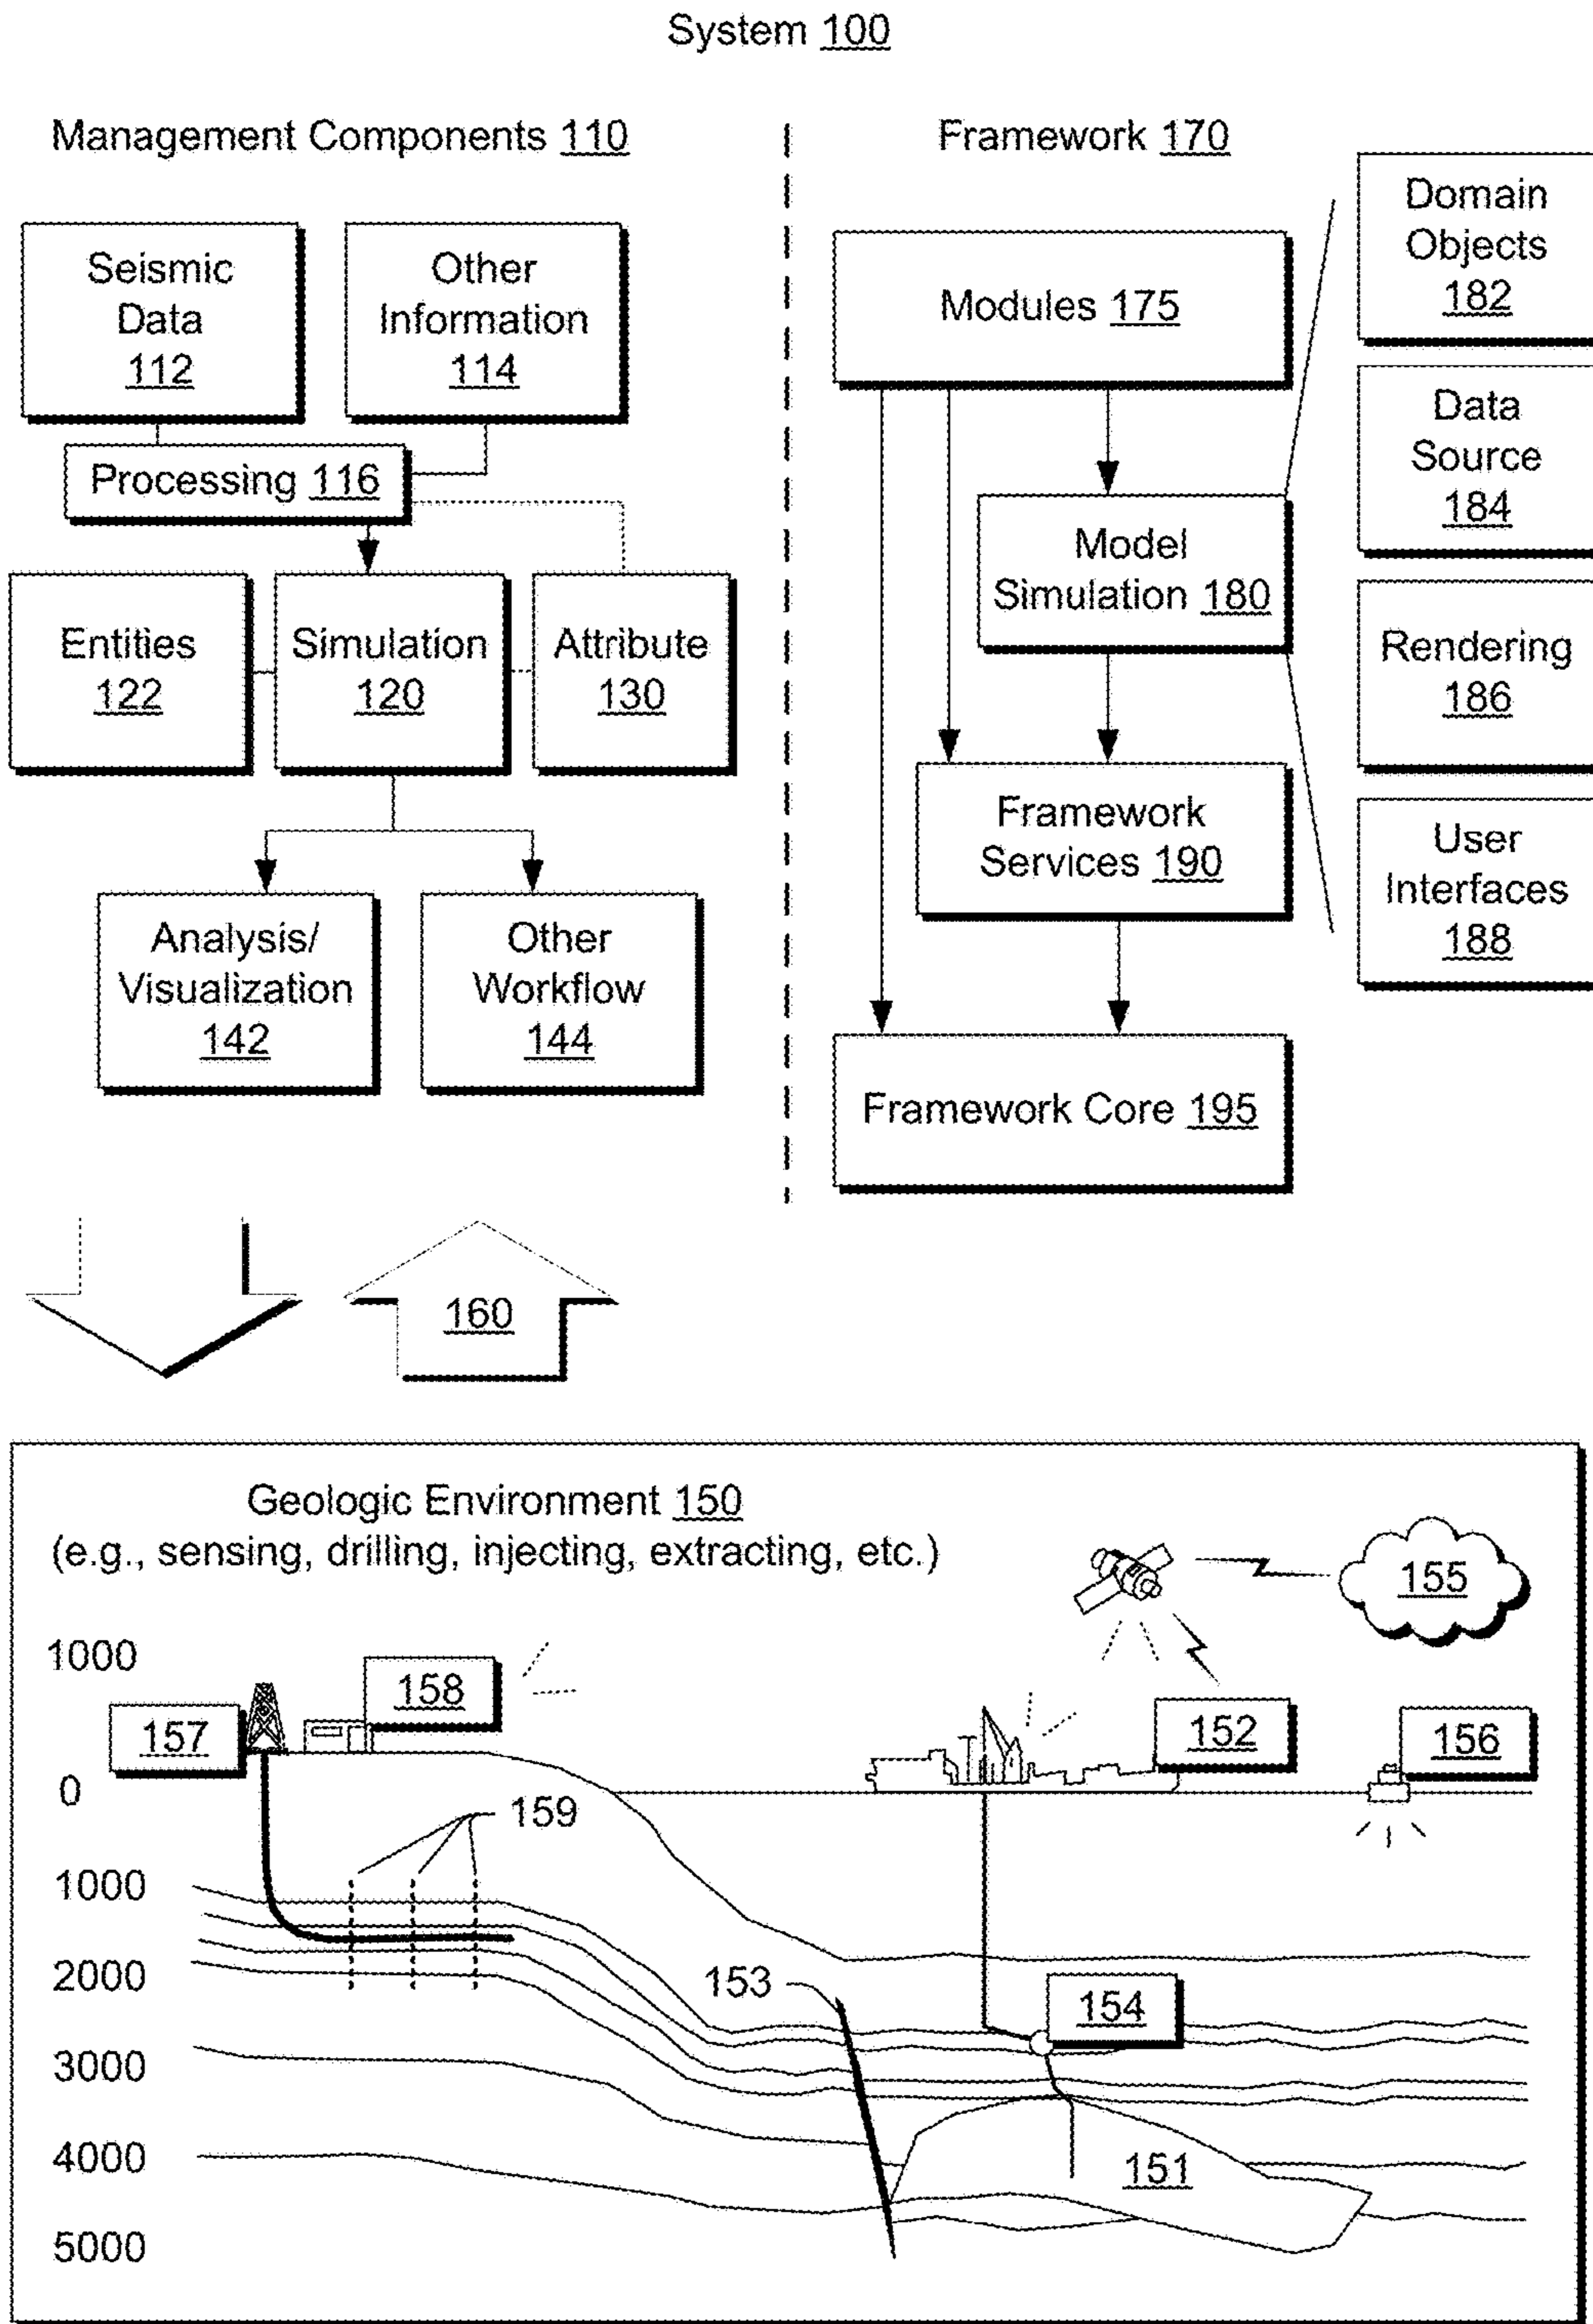 System 100
Management Components 110
Seismic
Data
112
Other
Information
114
Processing 116
Entities
122
Simulation
120
Attribute
130
Analysis/
Visualization
142
Other
Workflow
144
Framework 170
Modules 175
Model
Simulation 180
Framework
Services 190
Framework Core 195
Domain
Objects
182
Data
Source
184
Rendering
186
User
Interfaces
188
160
Geologic Environment 150
(e.g., sensing, drilling, injecting, extracting, etc.)
155
1000
158
157
152
156
0
159
1000
2000
153
154
3000
4000
151
5000